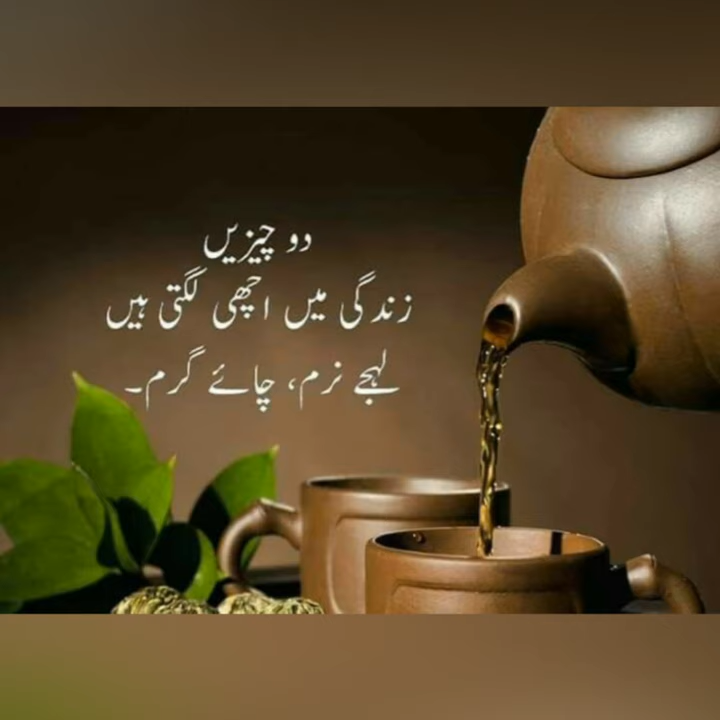 دو چیزیں
زندگی میں اچھی لگتی ہیں
لہجے نرم، چائے گرم۔